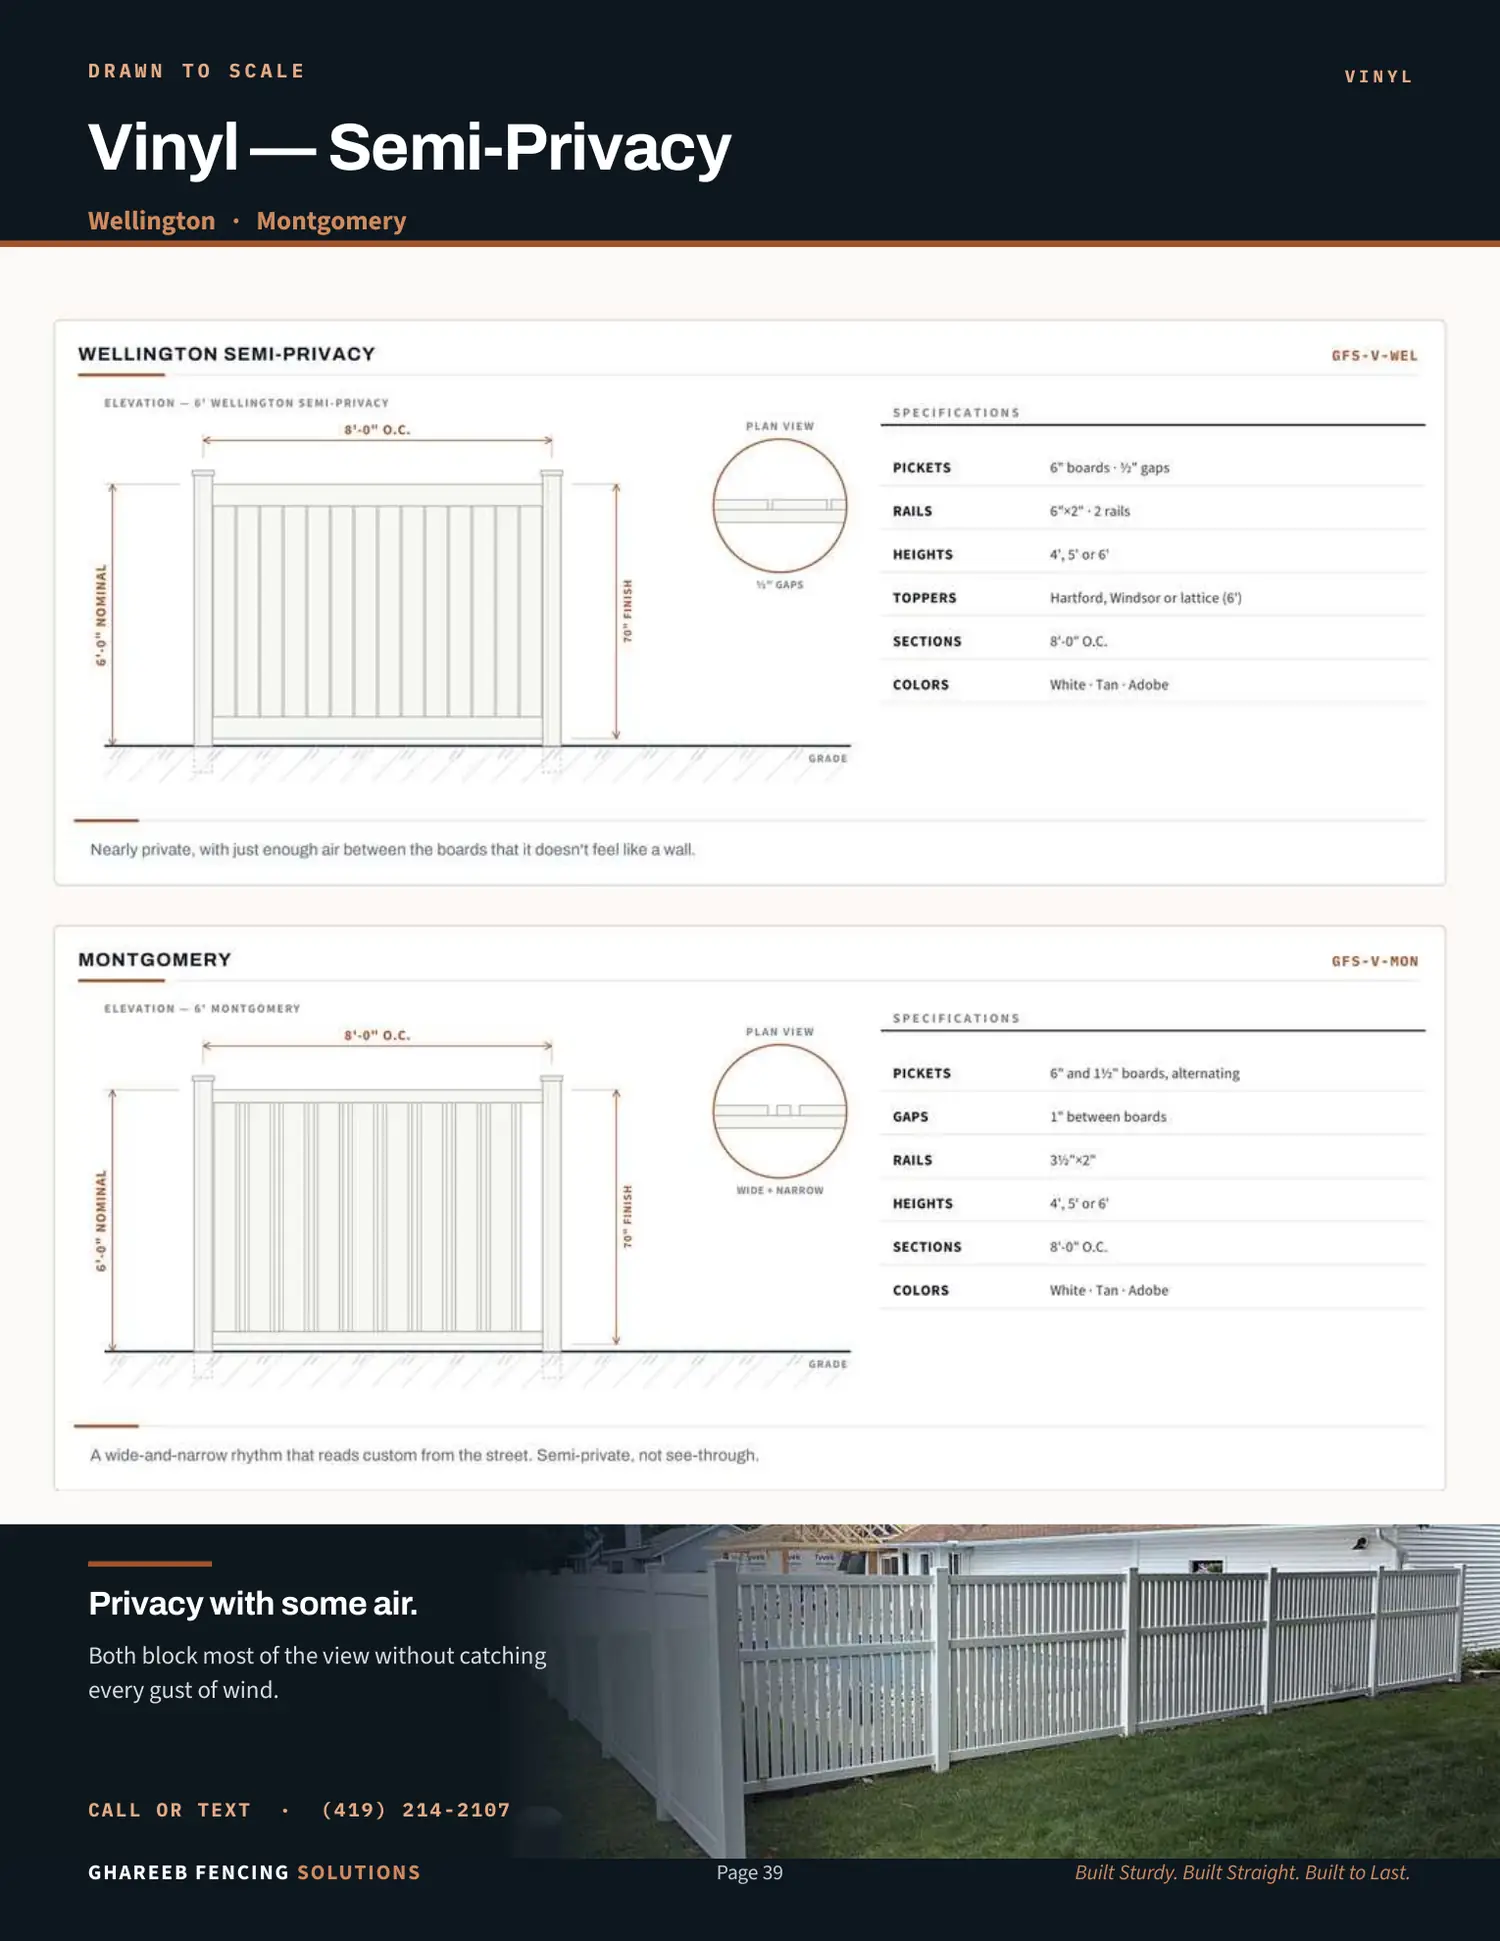 DRAWN TO SCALE
VINYL
Vinyl — Semi-Privacy
Wellington · Montgomery
WELLINGTON SEMI-PRIVACY
GFS-V-WEL
ELEVATION — 6' WELLINGTON SEMI-PRIVACY
8'-0" O.C.
6'-0" NOMINAL
70" FINISH
GRADE
PLAN VIEW
½" GAPS
SPECIFICATIONS
PICKETS 6" boards · ½" gaps
RAILS 6"×2" · 2 rails
HEIGHTS 4', 5' or 6'
TOPPERS Hartford, Windsor or lattice (6')
SECTIONS 8'-0" O.C.
COLORS White · Tan · Adobe
Nearly private, with just enough air between the boards that it doesn't feel like a wall.
MONTGOMERY
GFS-V-MON
ELEVATION — 6' MONTGOMERY
8'-0" O.C.
6'-0" NOMINAL
70" FINISH
GRADE
PLAN VIEW
WIDE + NARROW
SPECIFICATIONS
PICKETS 6" and 1½" boards, alternating
GAPS 1" between boards
RAILS 3½"×2"
HEIGHTS 4', 5' or 6'
SECTIONS 8'-0" O.C.
COLORS White · Tan · Adobe
A wide-and-narrow rhythm that reads custom from the street. Semi-private, not see-through.
Tyvek Tyvek Tyvek
Privacy with some air.
Both block most of the view without catching
every gust of wind.
CALL OR TEXT · (419) 214-2107
GHAREEB FENCING SOLUTIONS
Page 39
Built Sturdy. Built Straight. Built to Last.